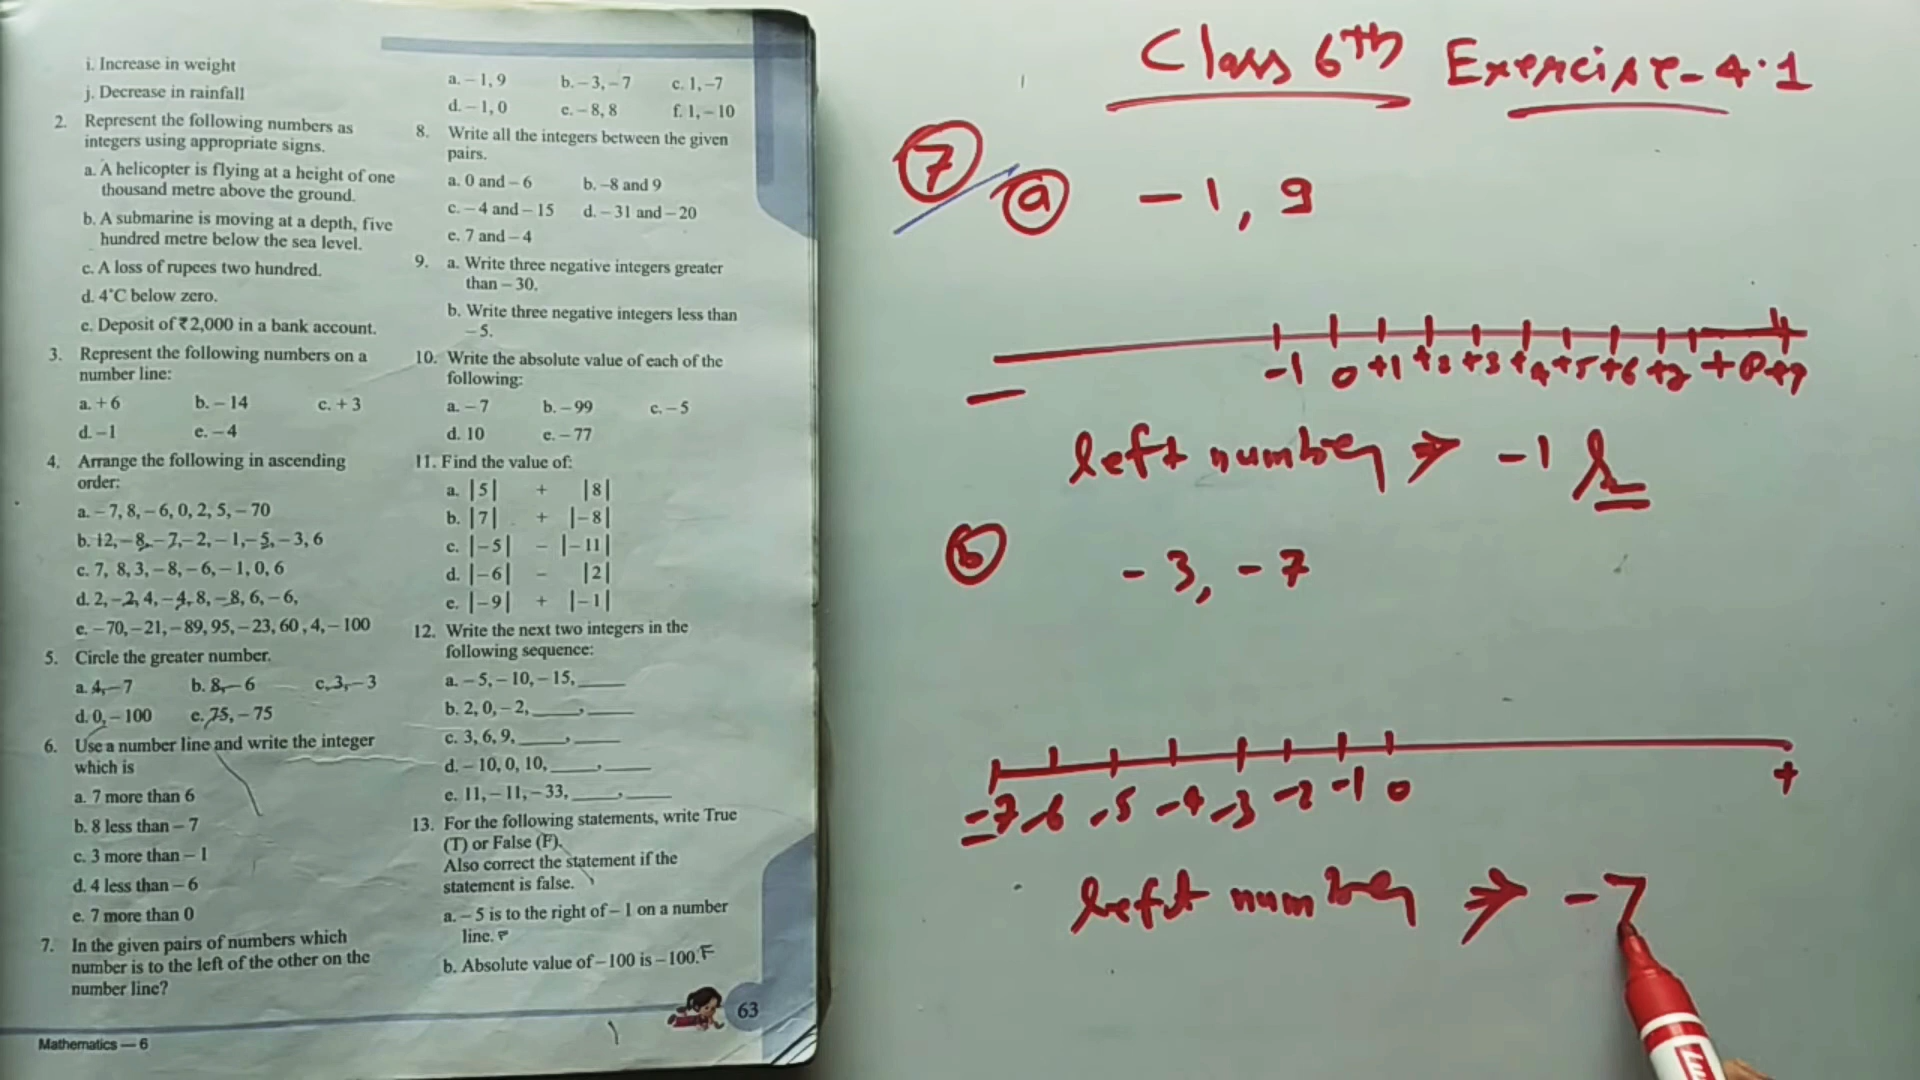 i. Increase in weight
j. Decrease in rainfall
2. Represent the following numbers as
integers using appropriate signs.
a. A helicopter is flying at a height of one
thousand metre above the ground.
b. A submarine is moving at a depth, five
hundred metre below the sea level.
c. A loss of rupees two hundred.
d. 4°C below zero.
e. Deposit of ₹2,000 in a bank account.
3. Represent the following numbers on a
number line:
a. +6 b. −14 c. +3
d. −1 e. −4
4. Arrange the following in ascending
order:
a. −7, 8, −6, 0, 2, 5, −70
b. 12, −8, −7, −2, −1, −5, −3, 6
c. 7, 8, 3, −8, −6, −1, 0, 6
d. 2, −2, 4, −4, 8, −8, 6, −6,
e. −70, −21, −89, 95, −23, 60, 4, −100
5. Circle the greater number.
a. 4, −7 b. 8, −6 c. 3, −3
d. 0, −100 e. 75, −75
6. Use a number line and write the integer
which is
a. 7 more than 6
b. 8 less than −7
c. 3 more than −1
d. 4 less than −6
e. 7 more than 0
7. In the given pairs of numbers which
number is to the left of the other on the
number line?
Mathematics — 6
a. −1, 9 b. −3, −7 c. 1, −7
d. −1, 0 e. −8, 8 f. 1, −10
8. Write all the integers between the given
pairs.
a. 0 and −6 b. −8 and 9
c. −4 and −15 d. −31 and −20
e. 7 and −4
9. a. Write three negative integers greater
than −30.
b. Write three negative integers less than
−5.
10. Write the absolute value of each of the
following:
a. −7 b. −99 c. −5
d. 10 e. −77
11. Find the value of:
a. |5| + |8|
b. |7| + |−8|
c. |−5| − |−11|
d. |−6| − |2|
e. |−9| + |−1|
12. Write the next two integers in the
following sequence:
a. −5, −10, −15, ____
b. 2, 0, −2, ____, ____
c. 3, 6, 9, ____, ____
d. −10, 0, 10, ____, ____
e. 11, −11, −33, ____, ____
13. For the following statements, write True
(T) or False (F).
Also correct the statement if the
statement is false.
a. −5 is to the right of −1 on a number
line. F
b. Absolute value of −100 is −100. F
63
Class 6th Exercise-4.1
7 a -1, 9
-1 0 +1 +2 +3 +4 +5 +6 +7 +8 +9
left number ⇒ -1
b -3, -7
-7 -6 -5 -4 -3 -2 -1 0 +
left number ⇒ -7